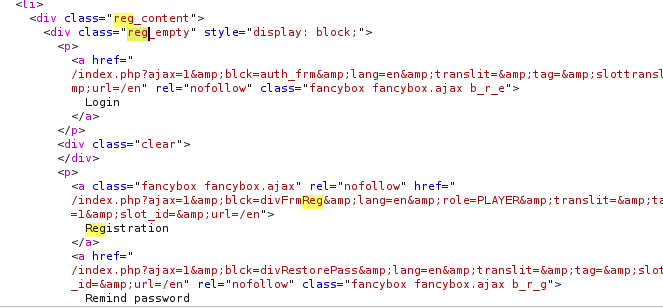 <li>
<div class="reg_content">
<div class="reg_empty" style="display: block;">
<p>
<a href="
/index.php?ajax=1&amp;blck=auth_frm&amp;lang=en&amp;translit=&amp;tag=&amp;slottransl
mp;url=/en" rel="nofollow" class="fancybox fancybox.ajax b_r_e">
Login
</a>
</p>
<div class="clear">
</div>
<p>
<a class="fancybox fancybox.ajax" rel="nofollow" href="
/index.php?ajax=1&amp;blck=divFrmReg&amp;lang=en&amp;role=PLAYER&amp;translit=&amp;ta
=1&amp;slot_id=&amp;url=/en">
Registration
</a>
<a href="
/index.php?ajax=1&amp;blck=divRestorePass&amp;lang=en&amp;translit=&amp;tag=&amp;slot
_id=&amp;url=/en" rel="nofollow" class="fancybox fancybox.ajax b_r_g">
Remind password